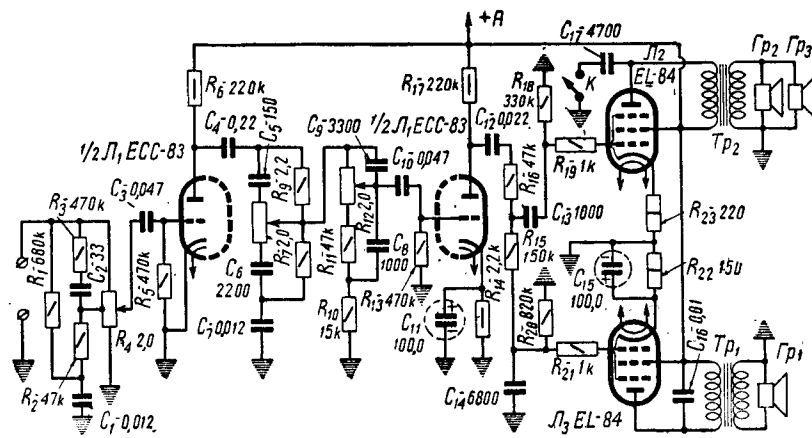 +A
C17-4700
Л2
EL-84
Гр2
Гр3
R6-220k
R17-220k
R18
330k
K
C4-0,22
C5-150
C9-3300
½ Л1 ECC-83
C12-0,022
½ Л1 ECC-83
C10-0,047
R16-47k
R19-1k
Тр2
C3-0,047
R3-470k
R9-2,2
R12-2,0
C13-1000
R23-220
R1-680k
C2-33
R5-470k
R7-2,0
R11-47k
C8
1000
R15
150k
C6
2200
R13-470k
R14-2,2k
C15
100,0
R22 150
R4 2,0
R10
15k
C11
100,0
R20-820k
C16-0,01
Тр1
Гр1
R2-47k
C7-0,012
R21-1k
C1-0,012
C14-6800
Л3 EL-84